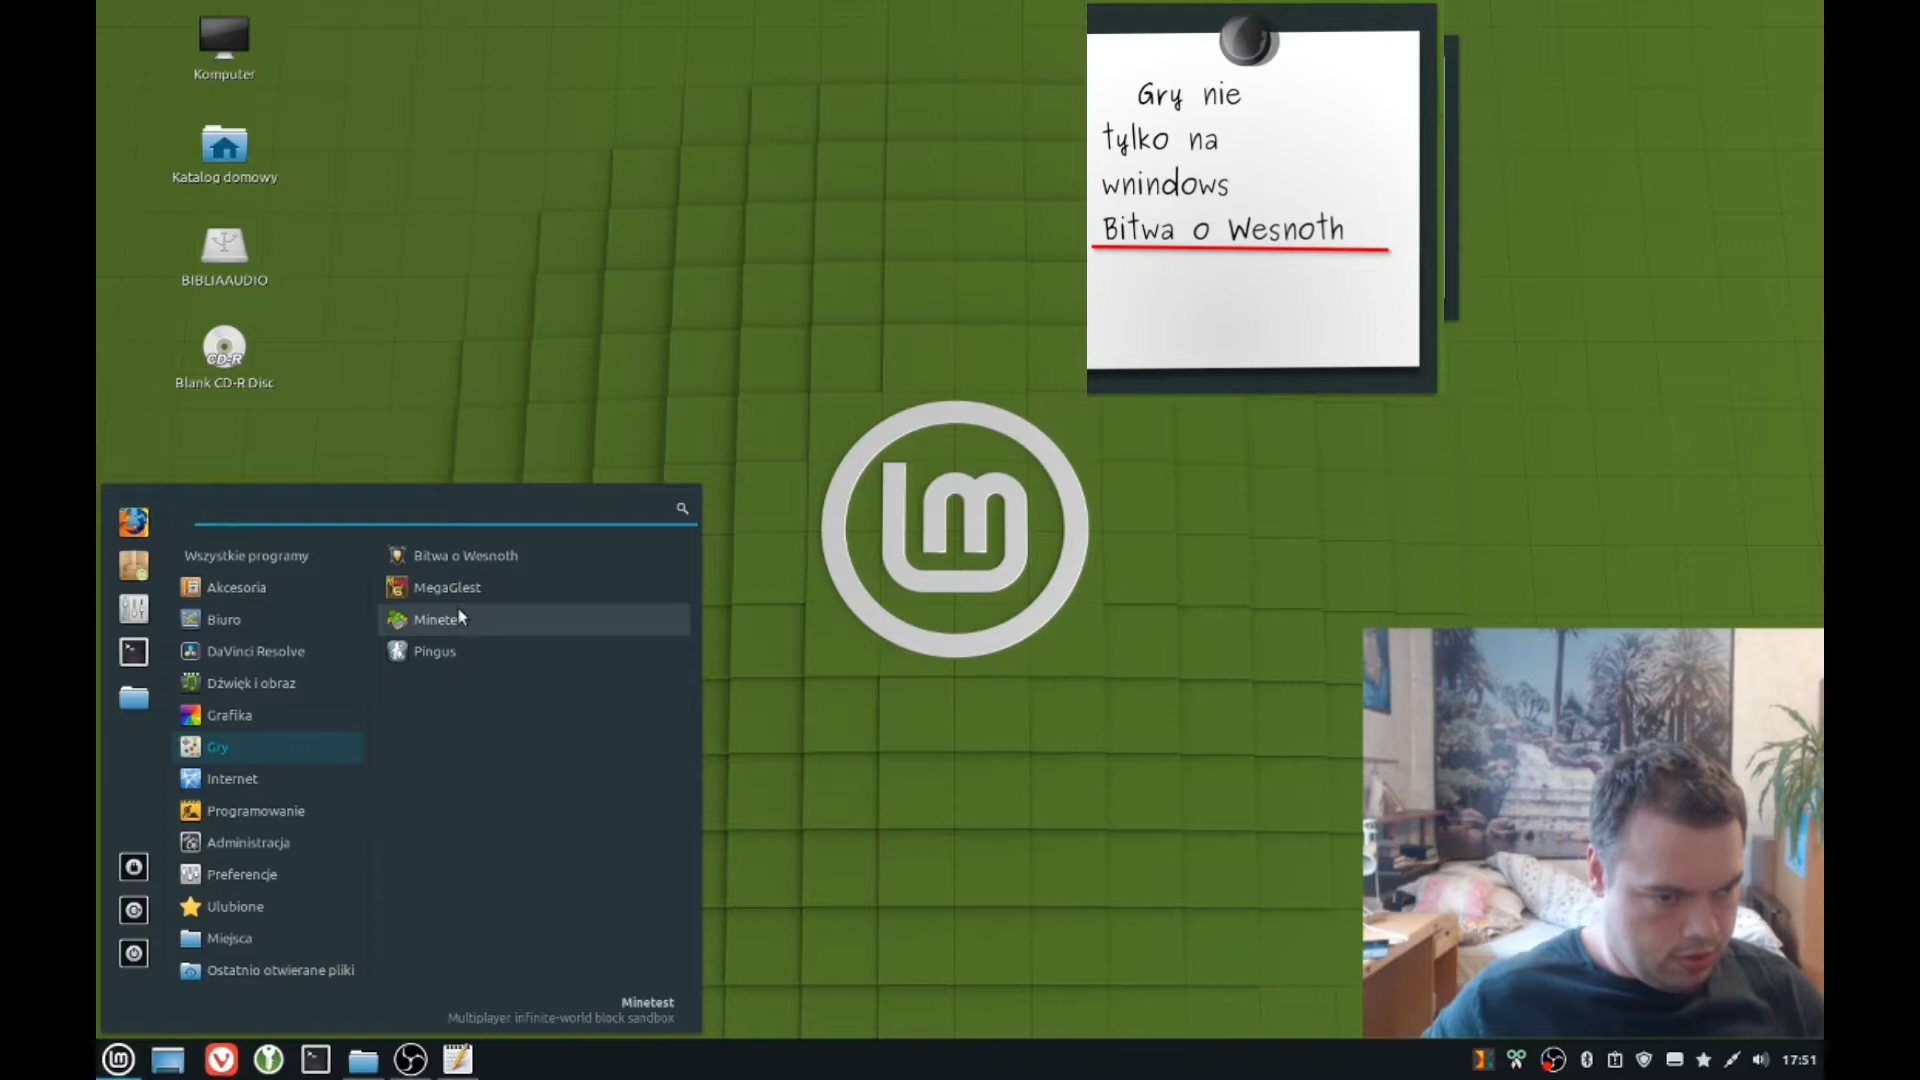 Komputer
Katalog domowy
BIBLIAAUDIO
CD-R
Blank CD-R Disc
Gry nie
tylko na
wnindows
Bitwa o Wesnoth
Wszystkie programy
Akcesoria
Biuro
DaVinci Resolve
Dźwięk i obraz
Grafika
Gry
Internet
Programowanie
Administracja
Preferencje
Ulubione
Miejsca
Ostatnio otwierane pliki
Bitwa o Wesnoth
MegaGlest
Minetest
Pingus
Minetest
Multiplayer infinite-world block sandbox
17:51